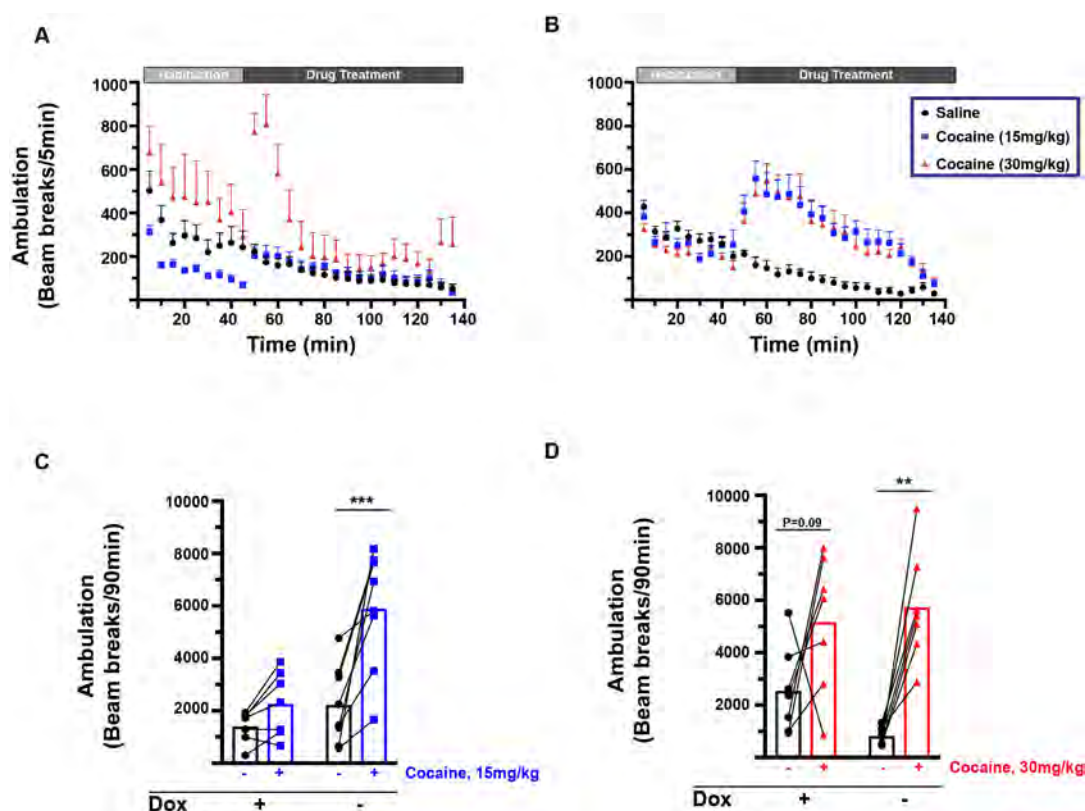 A
Habituation Drug Treatment
1000
800
600
400
200
20 40 60 80 100 120 140
Time (min)
Ambulation
(Beam breaks/5min)
B
Habituation Drug Treatment
1000
800
600
400
200
0
0 20 40 60 80 100 120 140
Time (min)
Saline
Cocaine (15mg/kg)
Cocaine (30mg/kg)
C
Ambulation
(Beam breaks/90min)
10000
8000
6000
4000
2000
***
- + - +
Cocaine, 15mg/kg
Dox + -
D
Ambulation
(Beam breaks/90min)
10000
8000
6000
4000
2000
P=0.09
**
- + - +
Cocaine, 30mg/kg
Dox + -